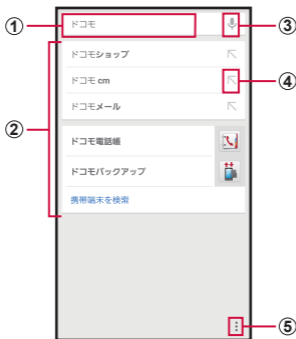 ①
ドコモ
③
ドコモショップ
ドコモ cm
④
ドコモメール
②
ドコモ電話帳
ドコモバックアップ
携帯端末を検索
⑤